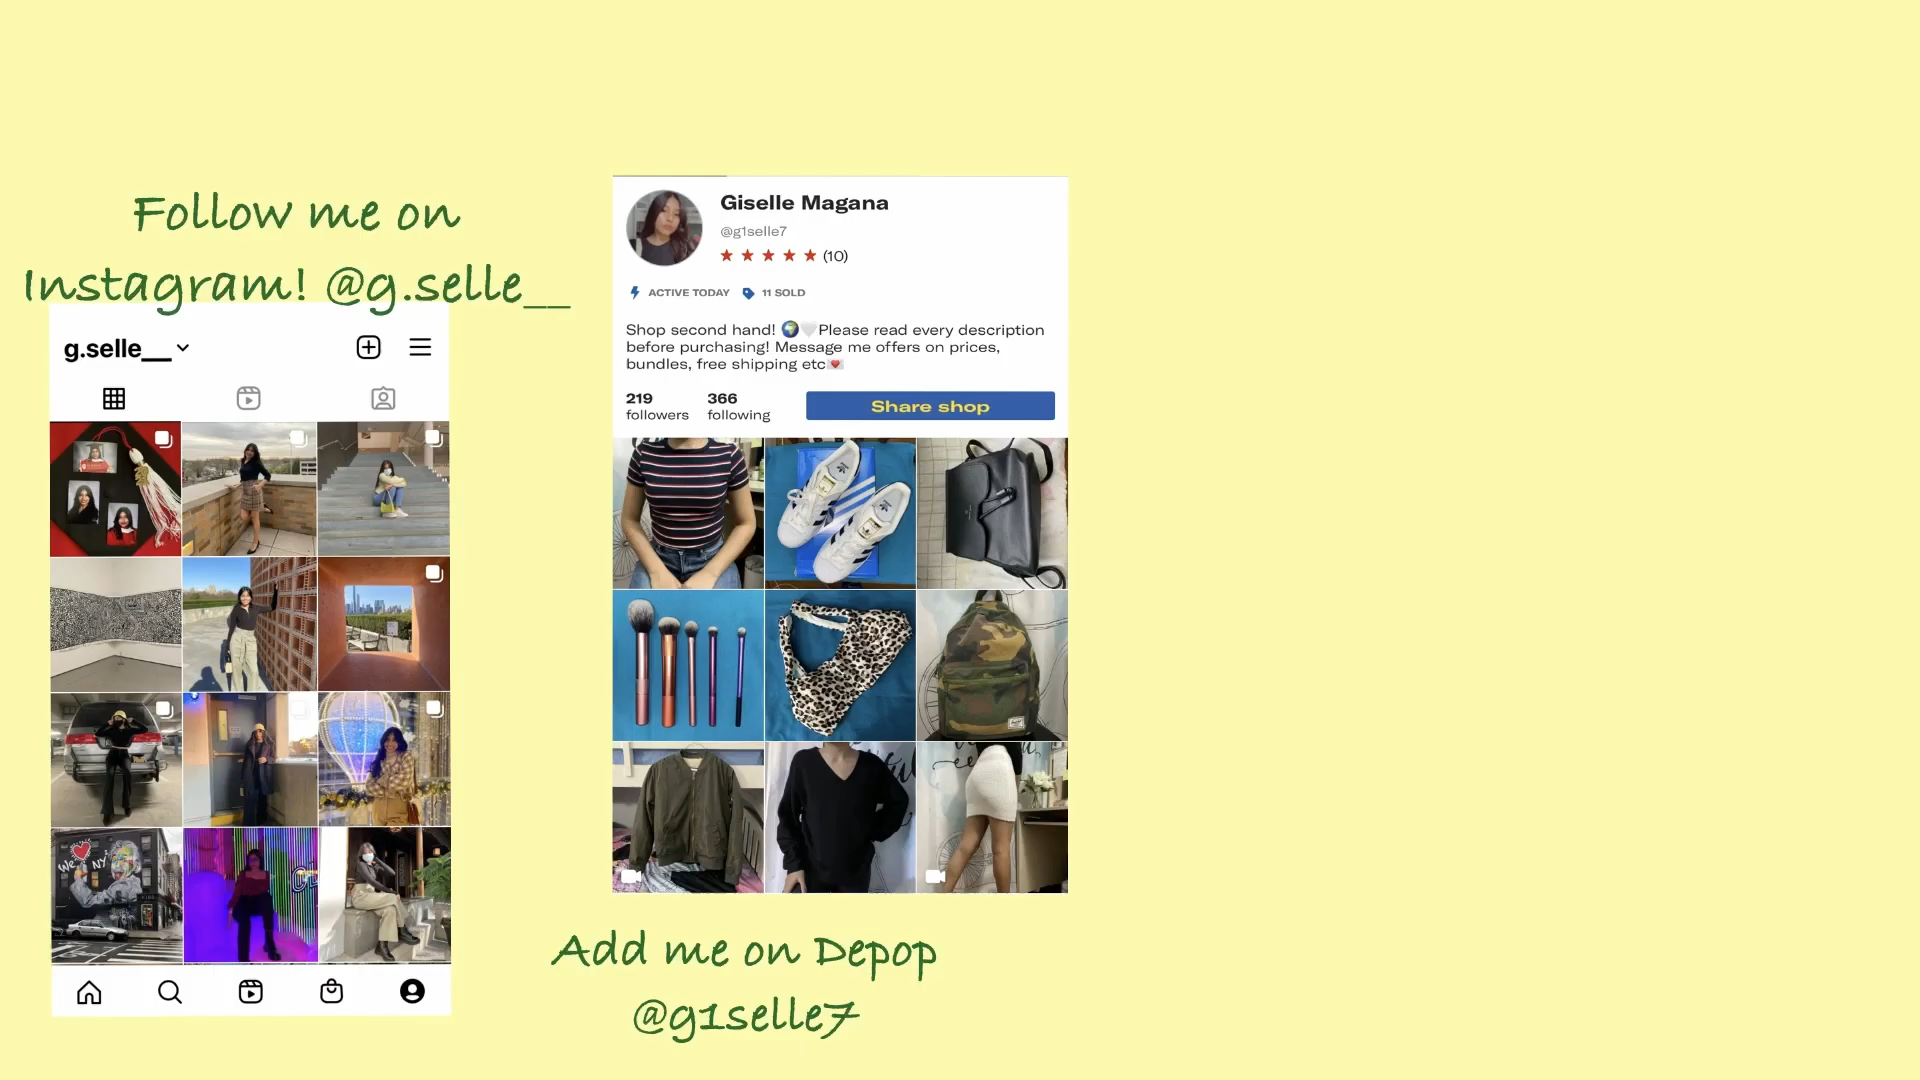 Follow me on
Instagram! @g.selle__
g.selle__
Giselle Magana
@g1selle7
(10)
ACTIVE TODAY 11 SOLD
Shop second hand! 🌍🤍Please read every description
before purchasing! Message me offers on prices,
bundles, free shipping etc💌
219 366
followers following
Share shop
We ❤ NY
Add me on Depop
@g1selle7